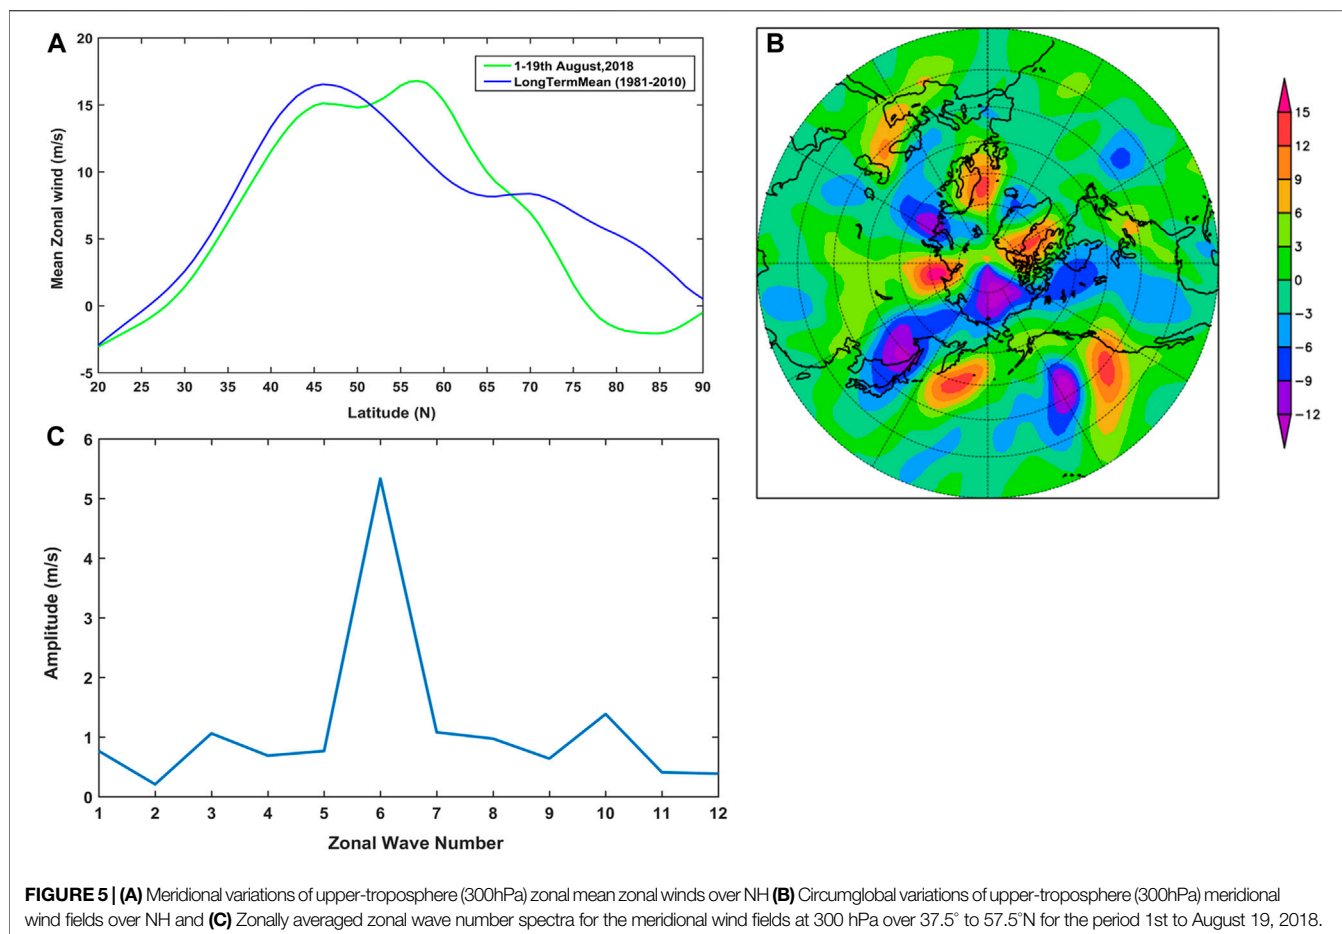 A
20
15
10
5
0
-5
Mean Zonal wind (m/s)
1-19th August,2018
LongTermMean (1981-2010)
20 25 30 35 40 45 50 55 60 65 70 75 80 85 90
Latitude (N)
B
15
12
9
6
3
0
−3
−6
−9
−12
C
6
5
4
3
2
1
0
Amplitude (m/s)
1 2 3 4 5 6 7 8 9 10 11 12
Zonal Wave Number
FIGURE 5 | (A) Meridional variations of upper-troposphere (300hPa) zonal mean zonal winds over NH (B) Circumglobal variations of upper-troposphere (300hPa) meridional
wind fields over NH and (C) Zonally averaged zonal wave number spectra for the meridional wind fields at 300 hPa over 37.5° to 57.5°N for the period 1st to August 19, 2018.